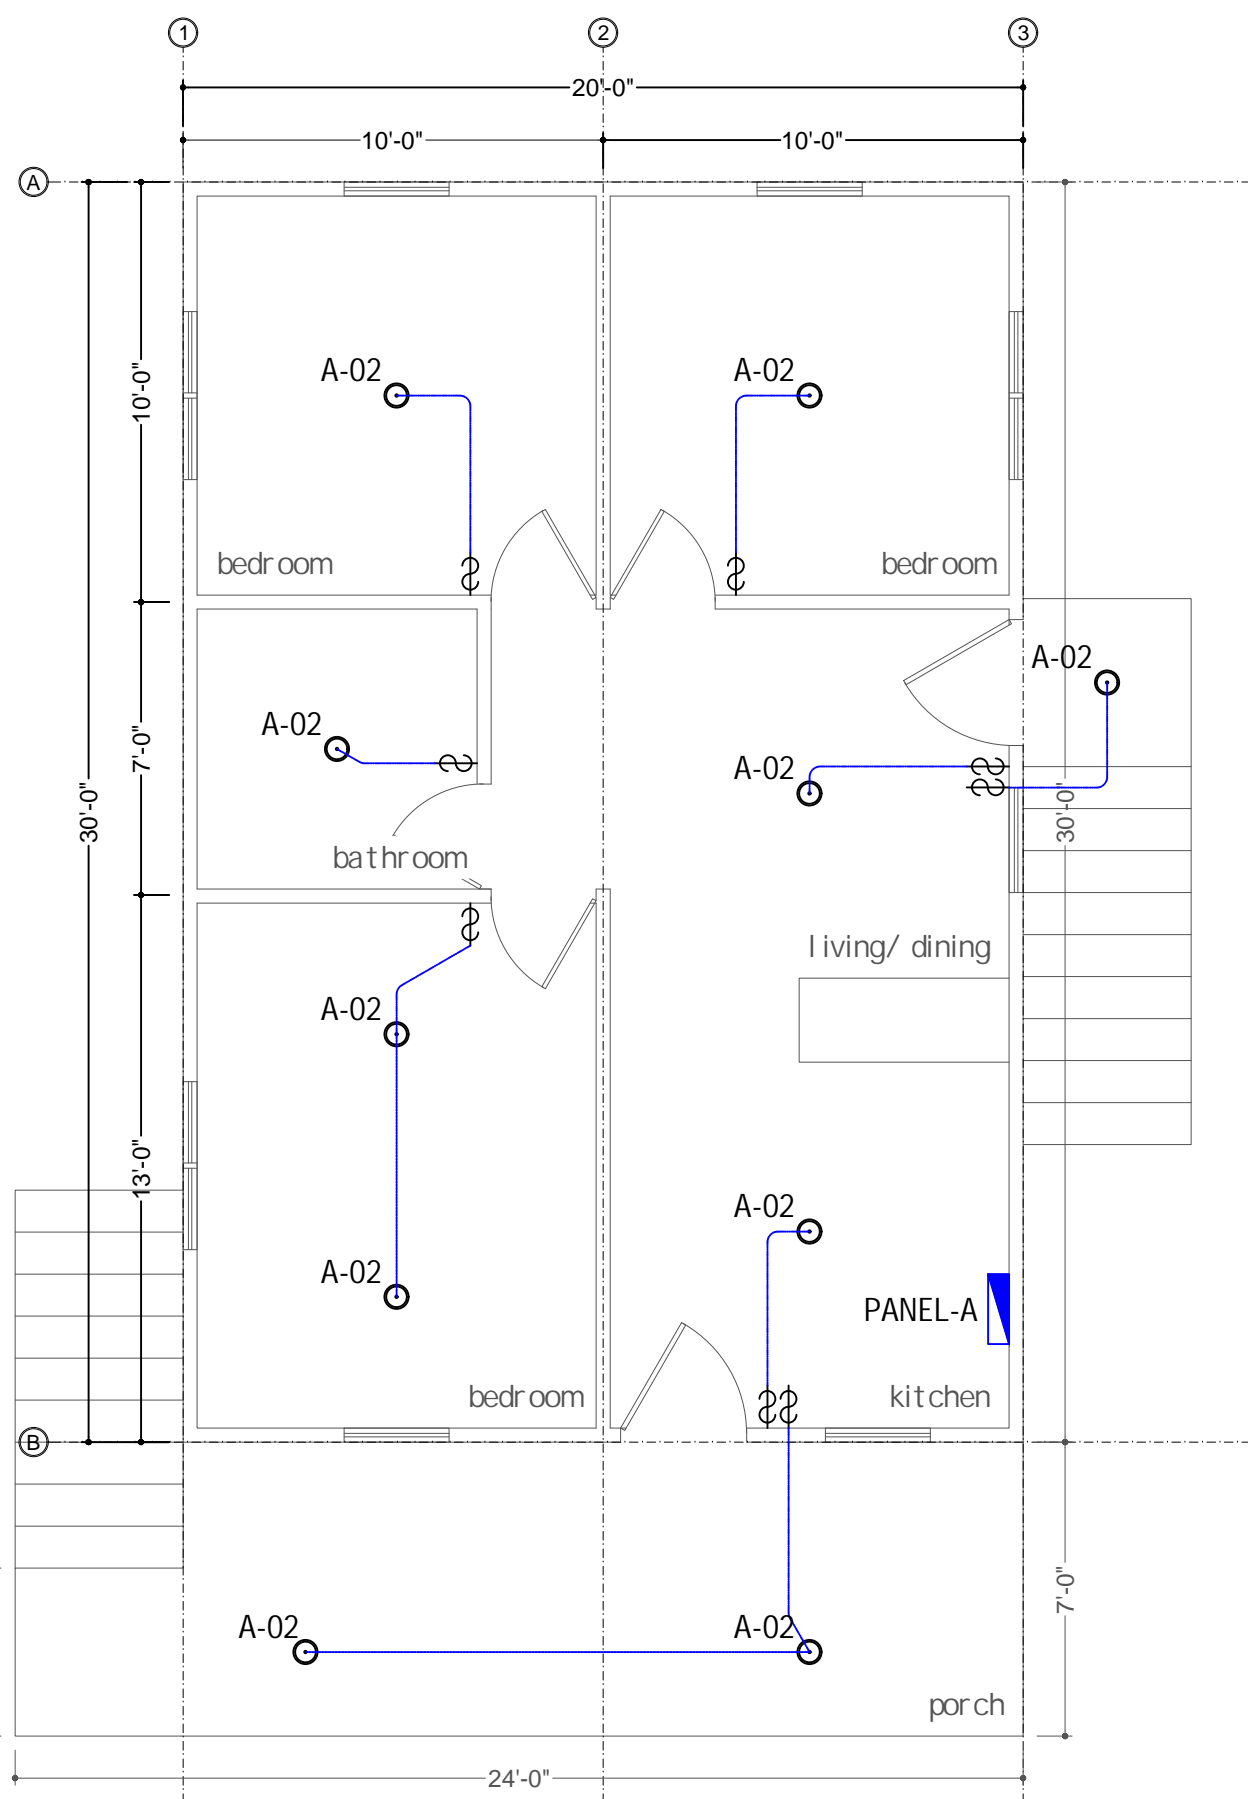 1
2
3
20'-0"
10'-0"
10'-0"
A
A-02
A-02
10'-0"
bedroom
bedroom
A-02
A-02
7'-0"
A-02
30'-0"
30'-0"
bathroom
living/ dining
A-02
13'-0"
A-02
A-02
PANEL-A
bedroom
kitchen
B
7'-0"
A-02
A-02
porch
24'-0"